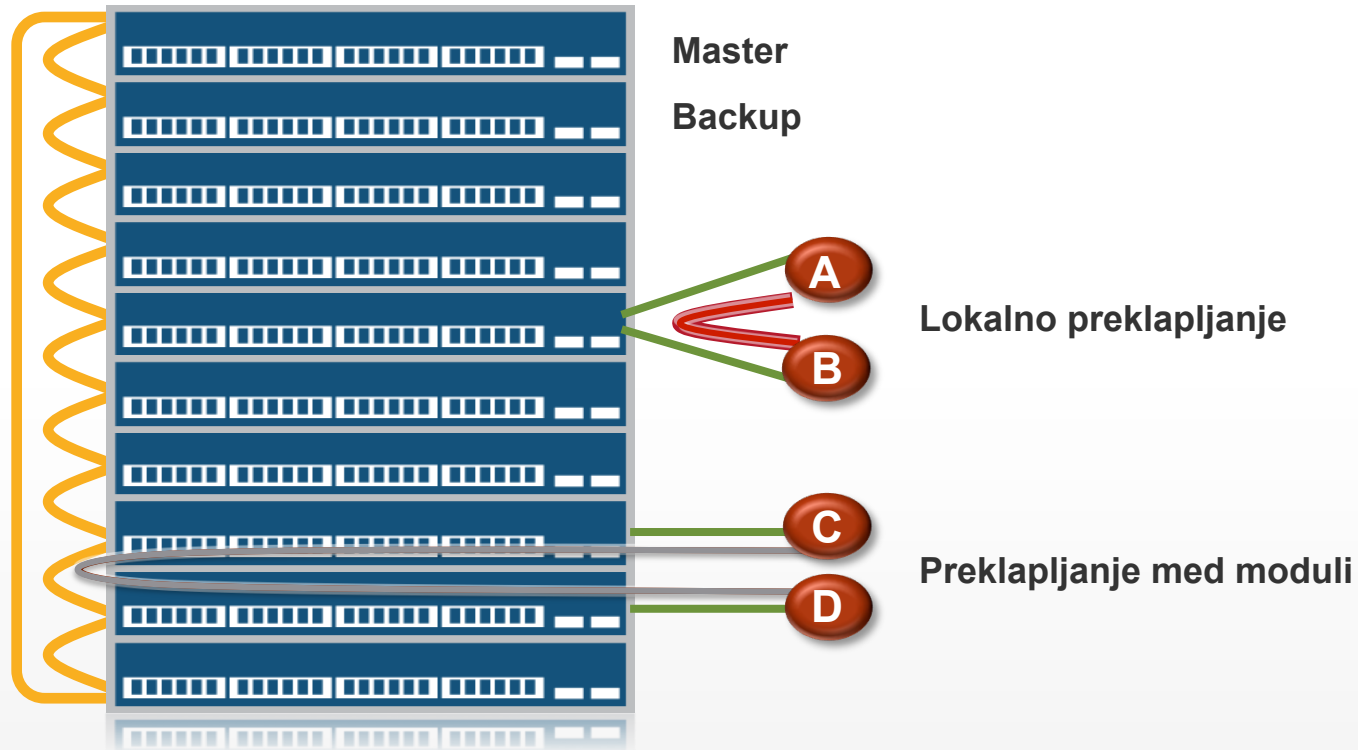 Master
Backup
A
Lokalno preklapljanje
B
C
Preklapljanje med moduli
D